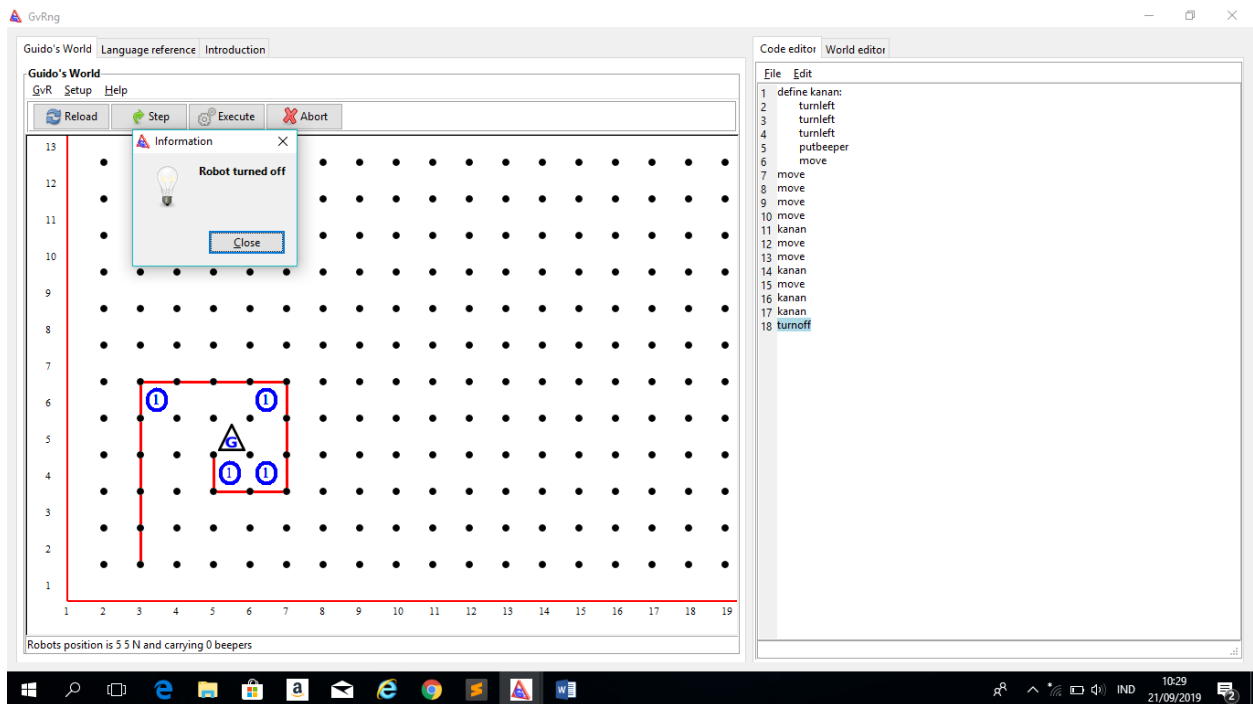 GvRng
Guido's World Language reference Introduction
Guido's World
GvR Setup Help
Reload Step Execute Abort
Information
Robot turned off
Close
13
12
11
10
9
8
7
6
5
4
3
2
1
1 1
G
1 1
1 2 3 4 5 6 7 8 9 10 11 12 13 14 15 16 17 18 19
Robots position is 5 5 N and carrying 0 beepers
Code editor World editor
File Edit
1 define kanan:
2 turnleft
3 turnleft
4 turnleft
5 putbeeper
6 move
7 move
8 move
9 move
10 move
11 kanan
12 move
13 move
14 kanan
15 move
16 kanan
17 kanan
18 turnoff
IND
10:29
21/09/2019
2